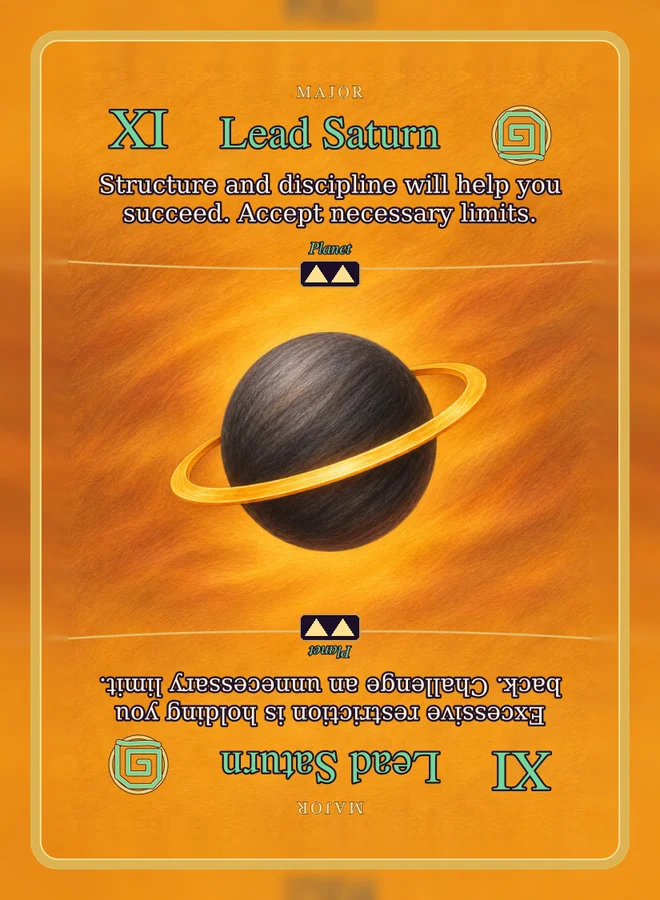 MAJOR
XI Lead Saturn
Structure and discipline will help you
succeed. Accept necessary limits.
Planet
Planet
Excessive restriction is holding you
back. Challenge an unnecessary limit.
XI Lead Saturn
MAJOR